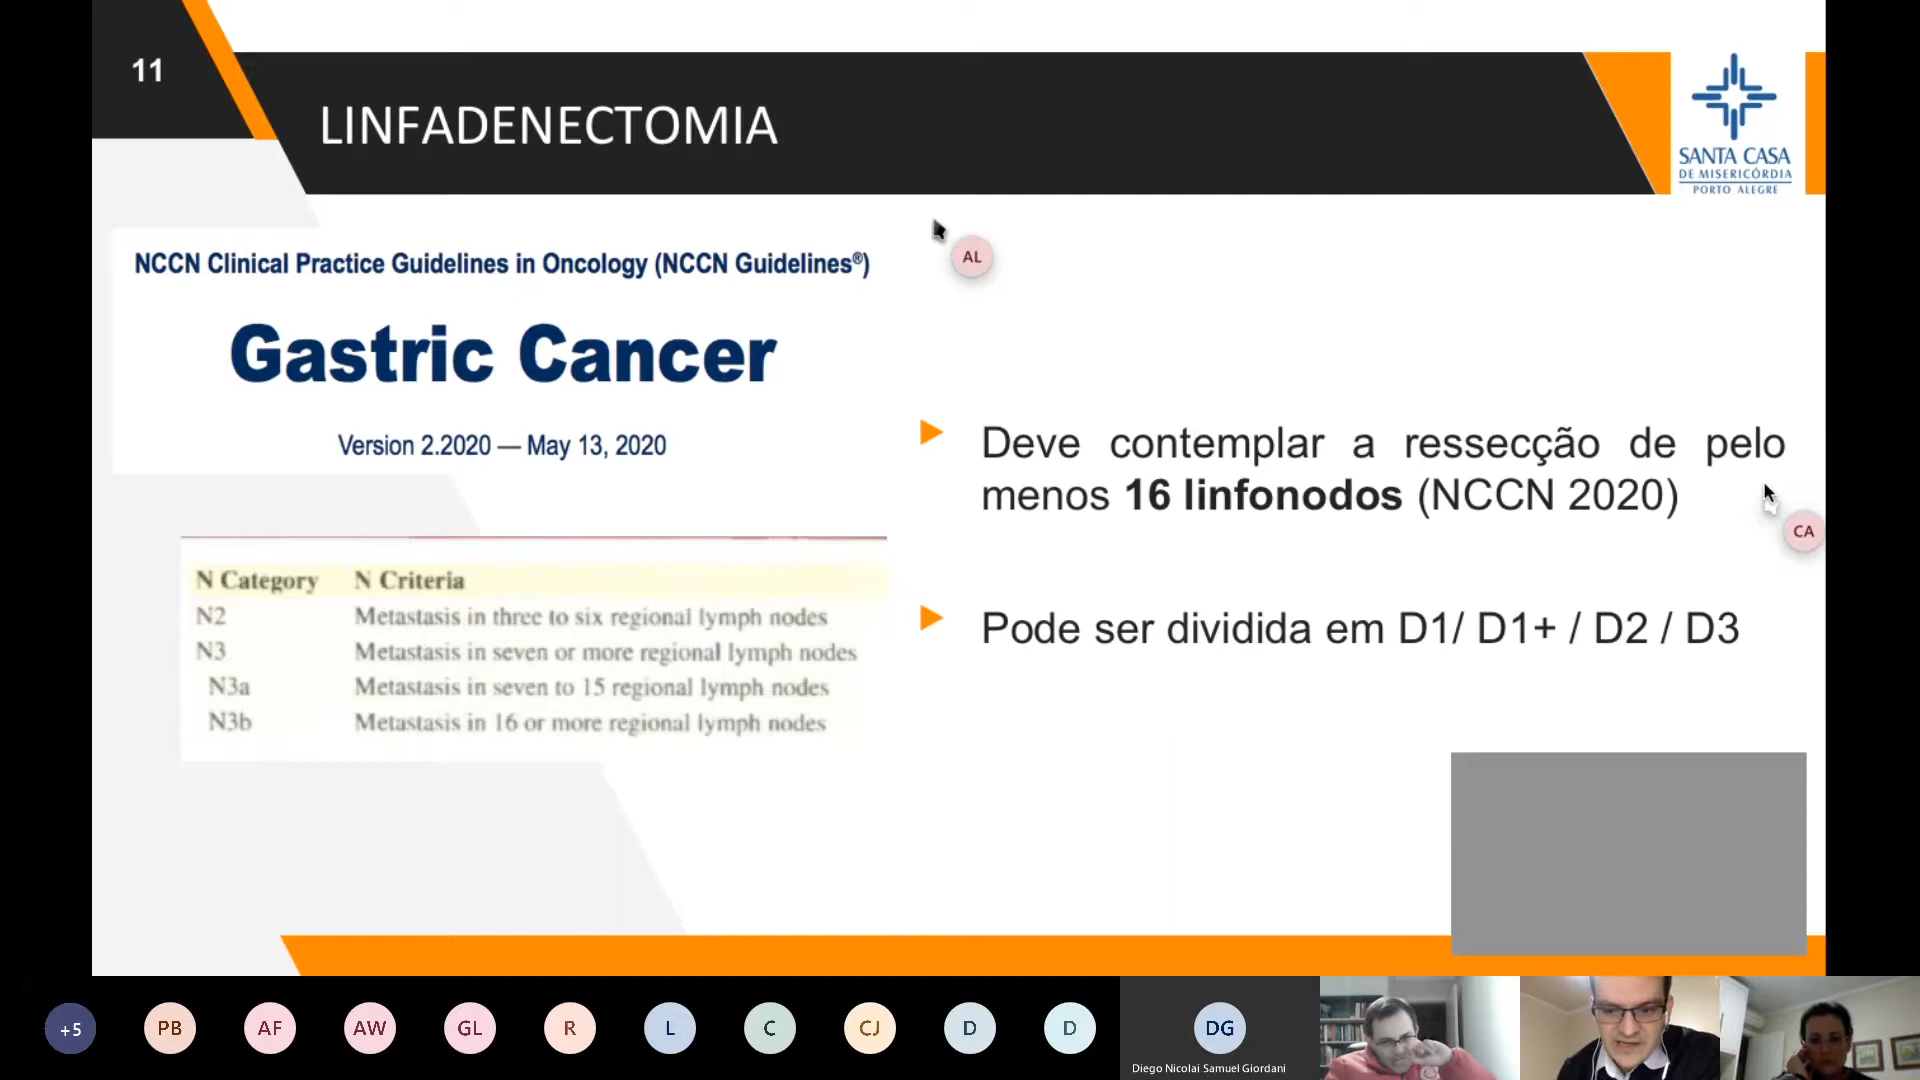 11
LINFADENECTOMIA
SANTA CASA
DE MISERICÓRDIA
PORTO ALEGRE
NCCN Clinical Practice Guidelines in Oncology (NCCN Guidelines®)
Gastric Cancer
Version 2.2020 — May 13, 2020
AL
Deve contemplar a ressecção de pelo
menos 16 linfonodos (NCCN 2020)
CA
N Category N Criteria
N2 Metastasis in three to six regional lymph nodes
N3 Metastasis in seven or more regional lymph nodes
N3a Metastasis in seven to 15 regional lymph nodes
N3b Metastasis in 16 or more regional lymph nodes
Pode ser dividida em D1/ D1+ / D2 / D3
+5 PB AF AW GL R L C CJ D D DG
Diego Nicolai Samuel Giordani